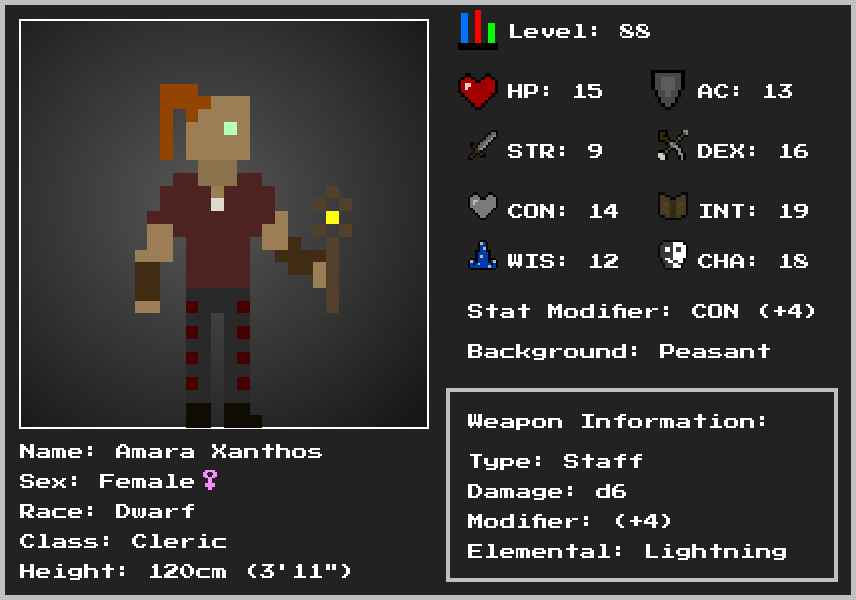 Level: 88
HP: 15 AC: 13
STR: 9 DEX: 16
CON: 14 INT: 19
WIS: 12 CHA: 18
Stat Modifier: CON (+4)
Background: Peasant
Weapon Information:
Type: Staff
Damage: d6
Modifier: (+4)
Elemental: Lightning
Name: Amara Xanthos
Sex: Female♀
Race: Dwarf
Class: Cleric
Height: 120cm (3'11")